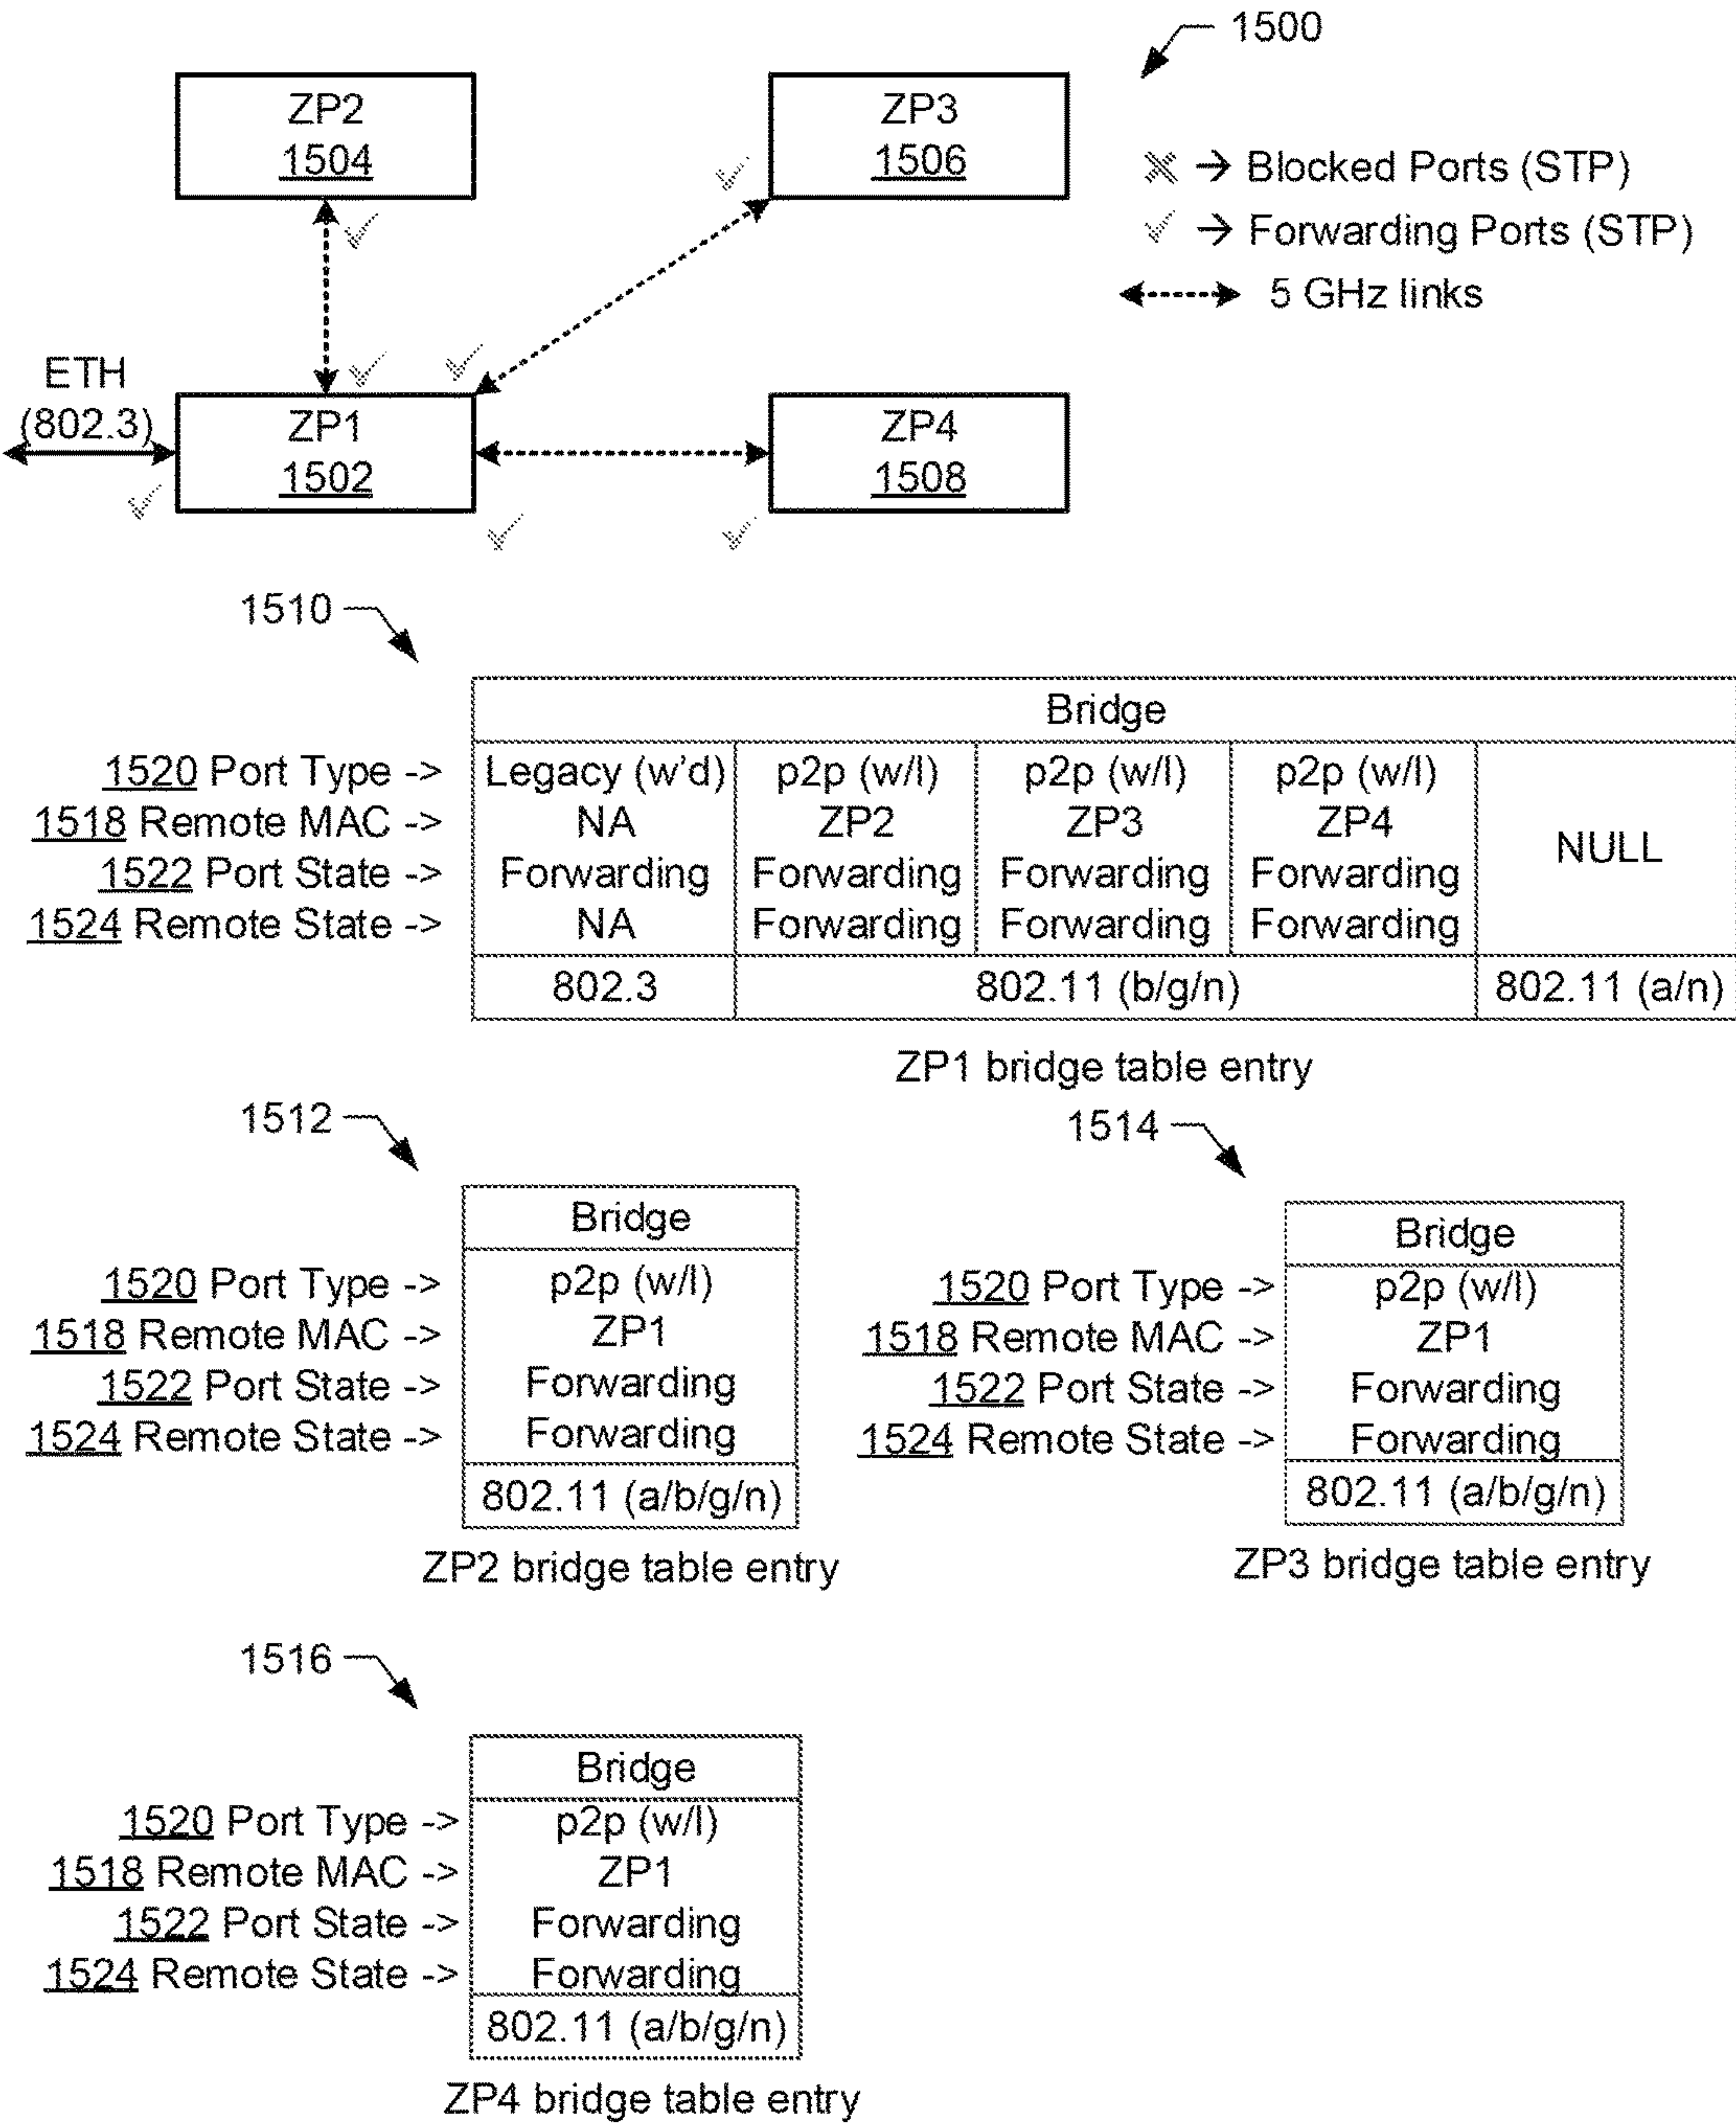 1500
ZP2
1504
ZP3
1506
→ Blocked Ports (STP)
→ Forwarding Ports (STP)
5 GHz links
ETH
(802.3)
ZP1
1502
ZP4
1508
1510
Bridge
1520 Port Type -> Legacy (w'd) p2p (w/l) p2p (w/l) p2p (w/l)
1518 Remote MAC -> NA ZP2 ZP3 ZP4
NULL
1522 Port State -> Forwarding Forwarding Forwarding Forwarding
1524 Remote State -> NA Forwarding Forwarding Forwarding
802.3 802.11 (b/g/n) 802.11 (a/n)
ZP1 bridge table entry
1512
Bridge
1520 Port Type -> p2p (w/l)
1518 Remote MAC -> ZP1
1522 Port State -> Forwarding
1524 Remote State -> Forwarding
802.11 (a/b/g/n)
ZP2 bridge table entry
1514
Bridge
1520 Port Type -> p2p (w/l)
1518 Remote MAC -> ZP1
1522 Port State -> Forwarding
1524 Remote State -> Forwarding
802.11 (a/b/g/n)
ZP3 bridge table entry
1516
Bridge
1520 Port Type -> p2p (w/l)
1518 Remote MAC -> ZP1
1522 Port State -> Forwarding
1524 Remote State -> Forwarding
802.11 (a/b/g/n)
ZP4 bridge table entry